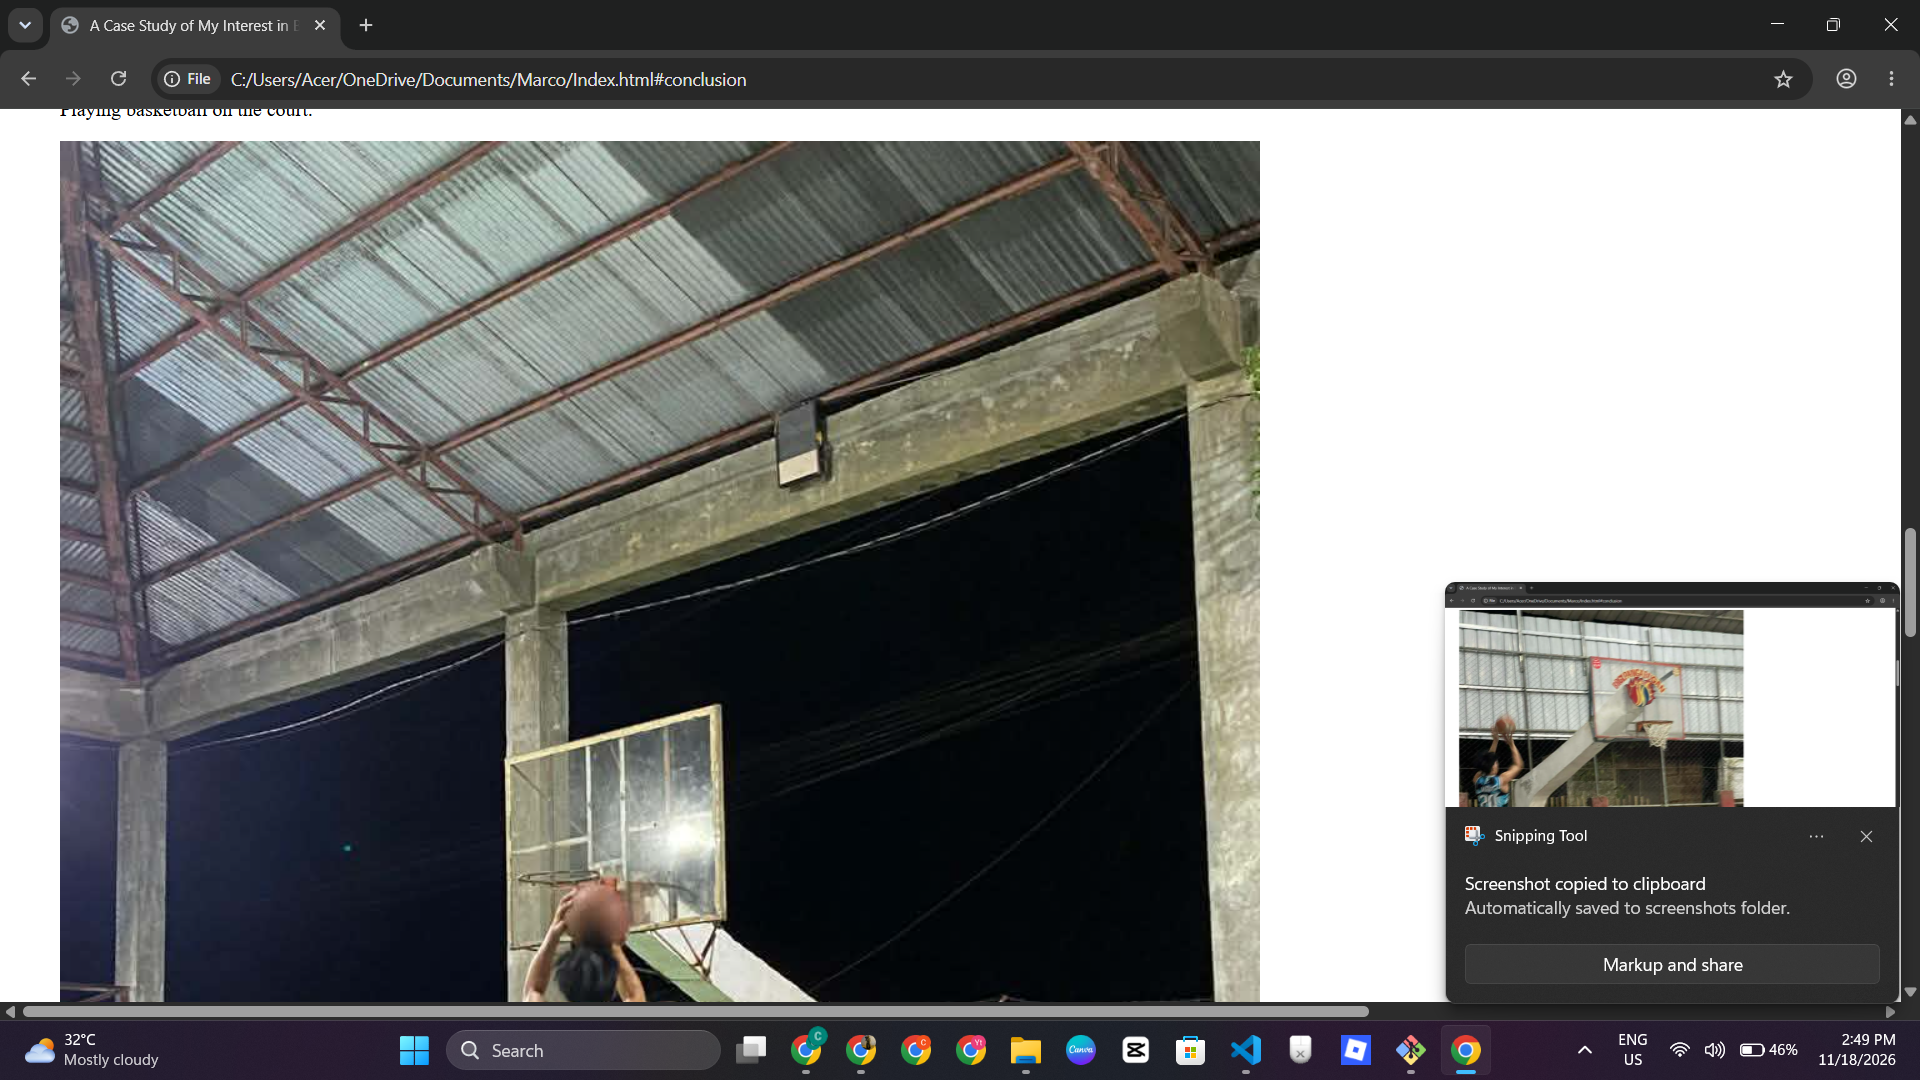 A Case Study of My Interest in
File
C:/Users/Acer/OneDrive/Documents/Marco/Index.html#conclusion
Playing basketball on the court.
Snipping Tool
Screenshot copied to clipboard
Automatically saved to screenshots folder.
Markup and share
32°C
Mostly cloudy
Search
ENG
US
46%
2:49 PM
11/18/2026